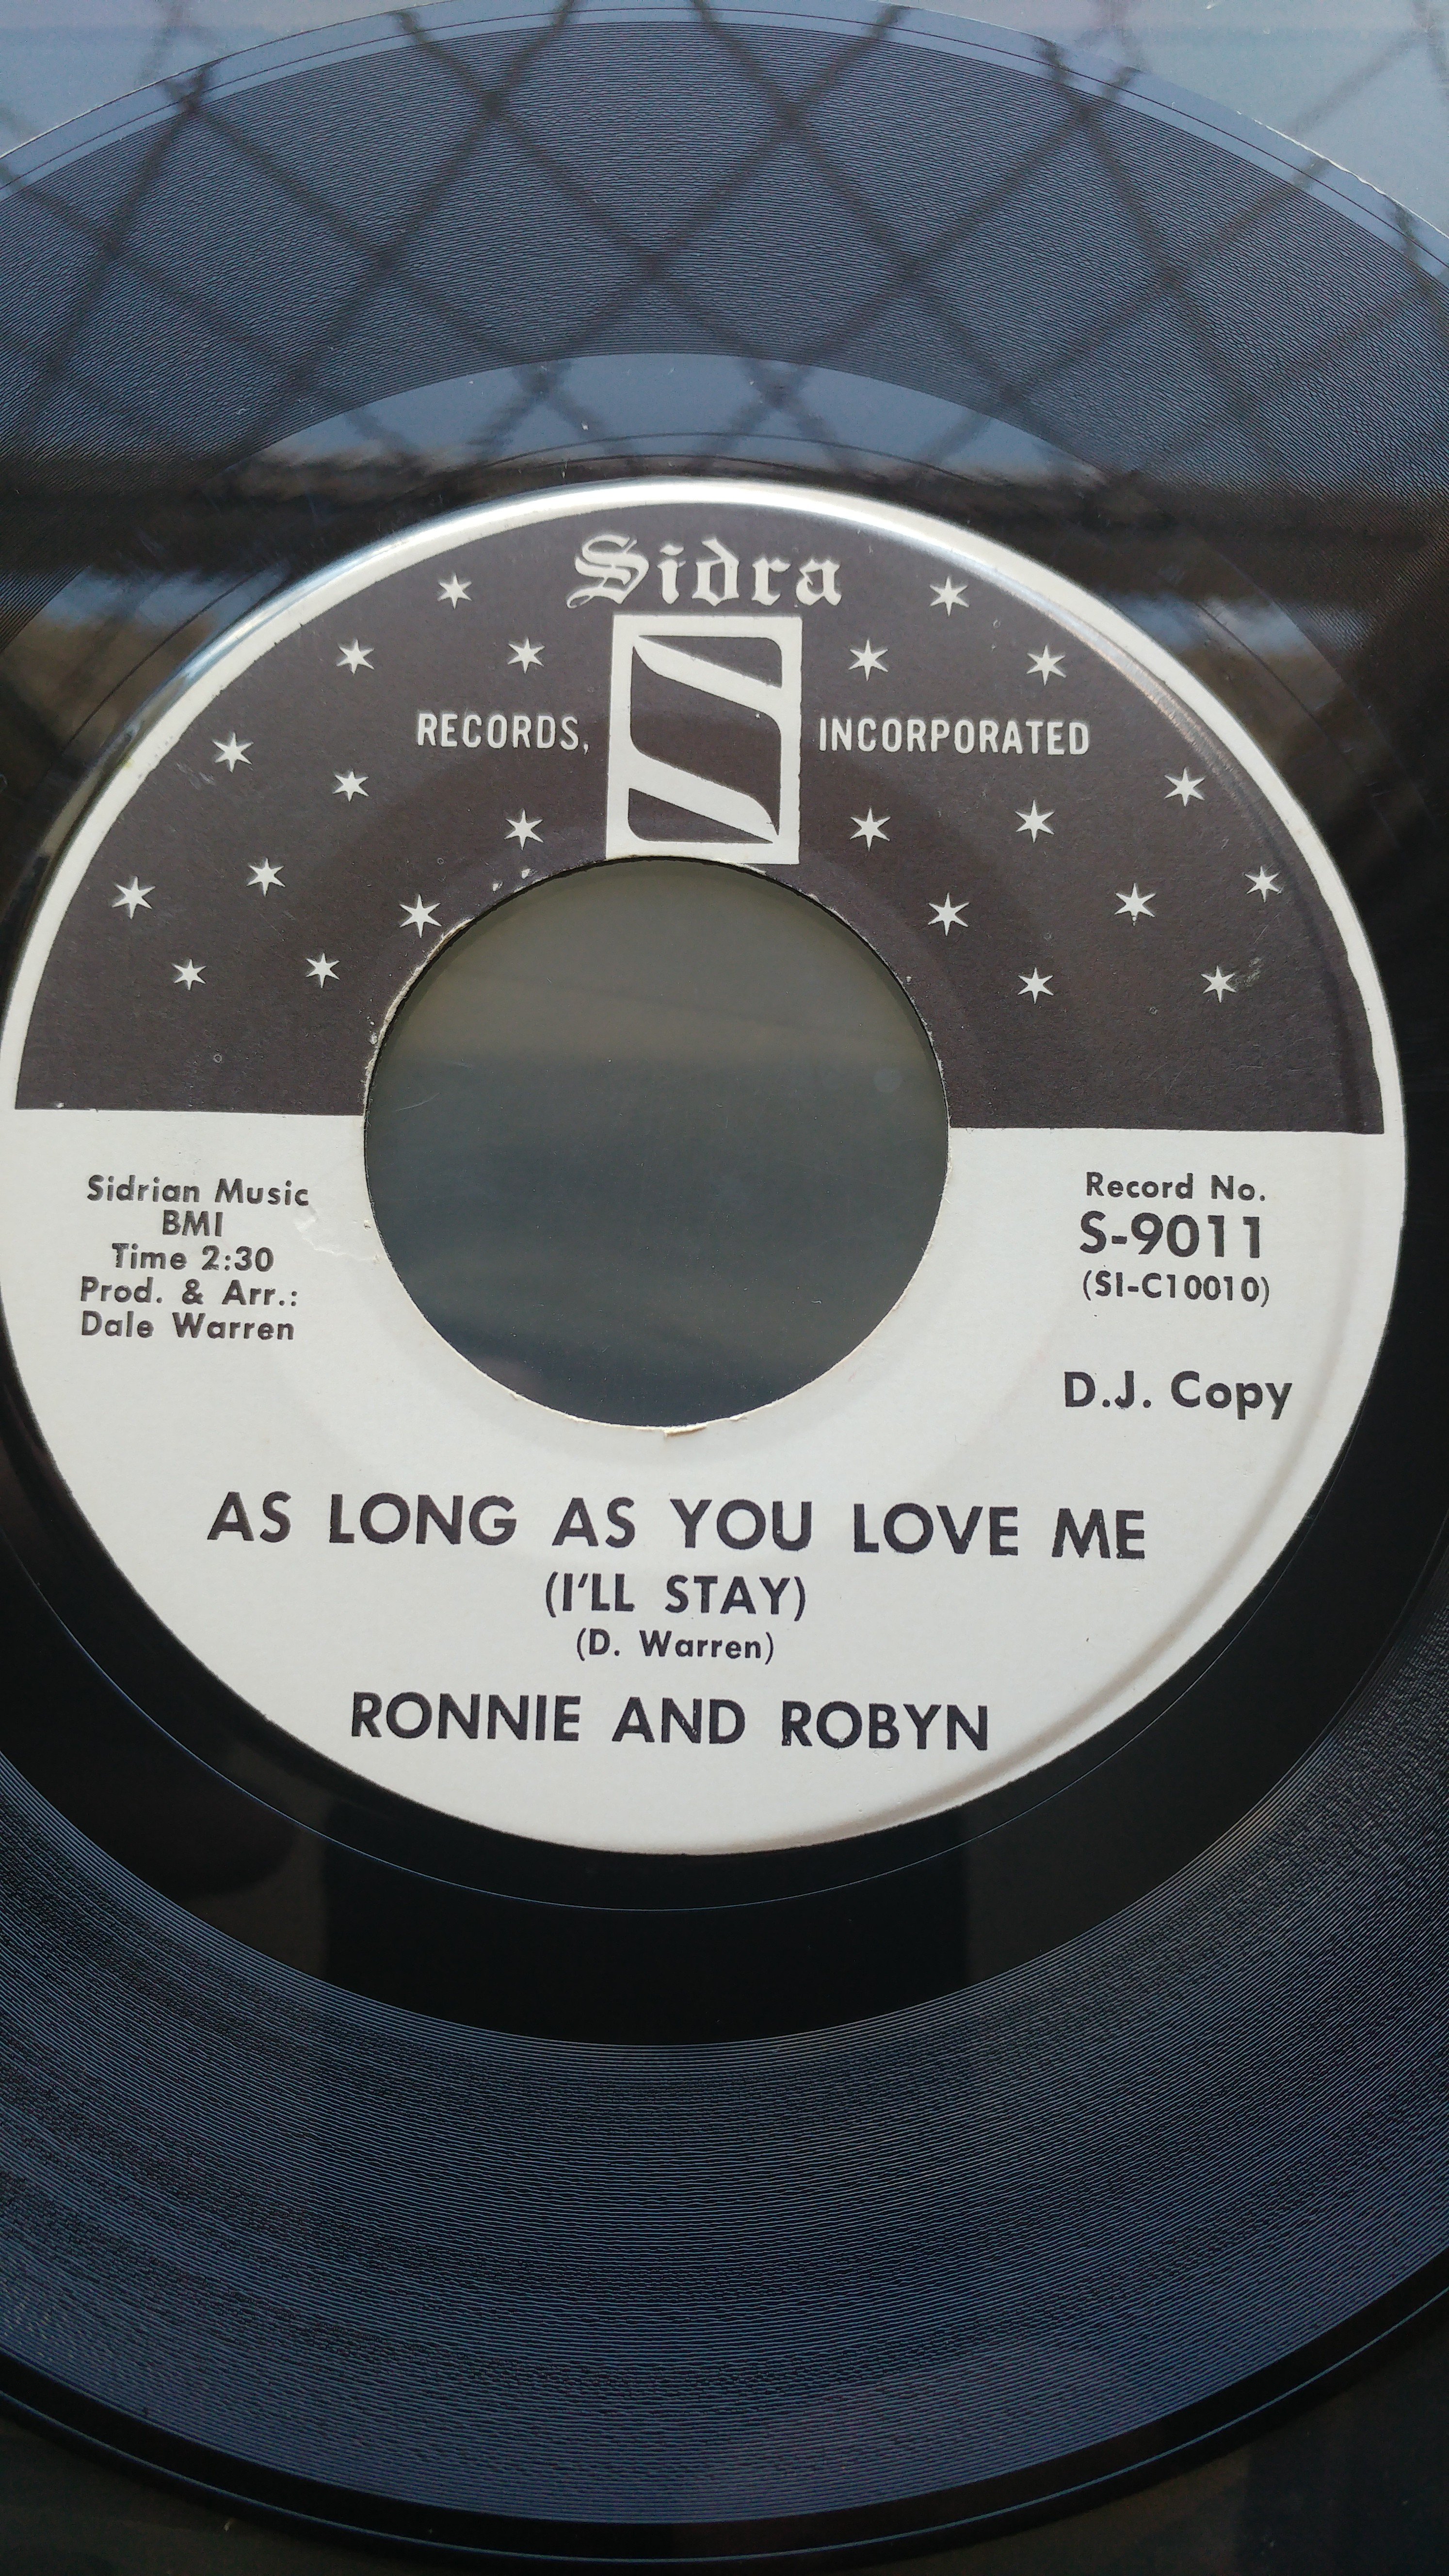 Sidra
RECORDS, S INCORPORATED
Sidrian Music
BMI
Time 2:30
Prod. & Arr.:
Dale Warren
Record No.
S-9011
(SI-C10010)
D.J. Copy
AS LONG AS YOU LOVE ME
(I'LL STAY)
(D. Warren)
RONNIE AND ROBYN